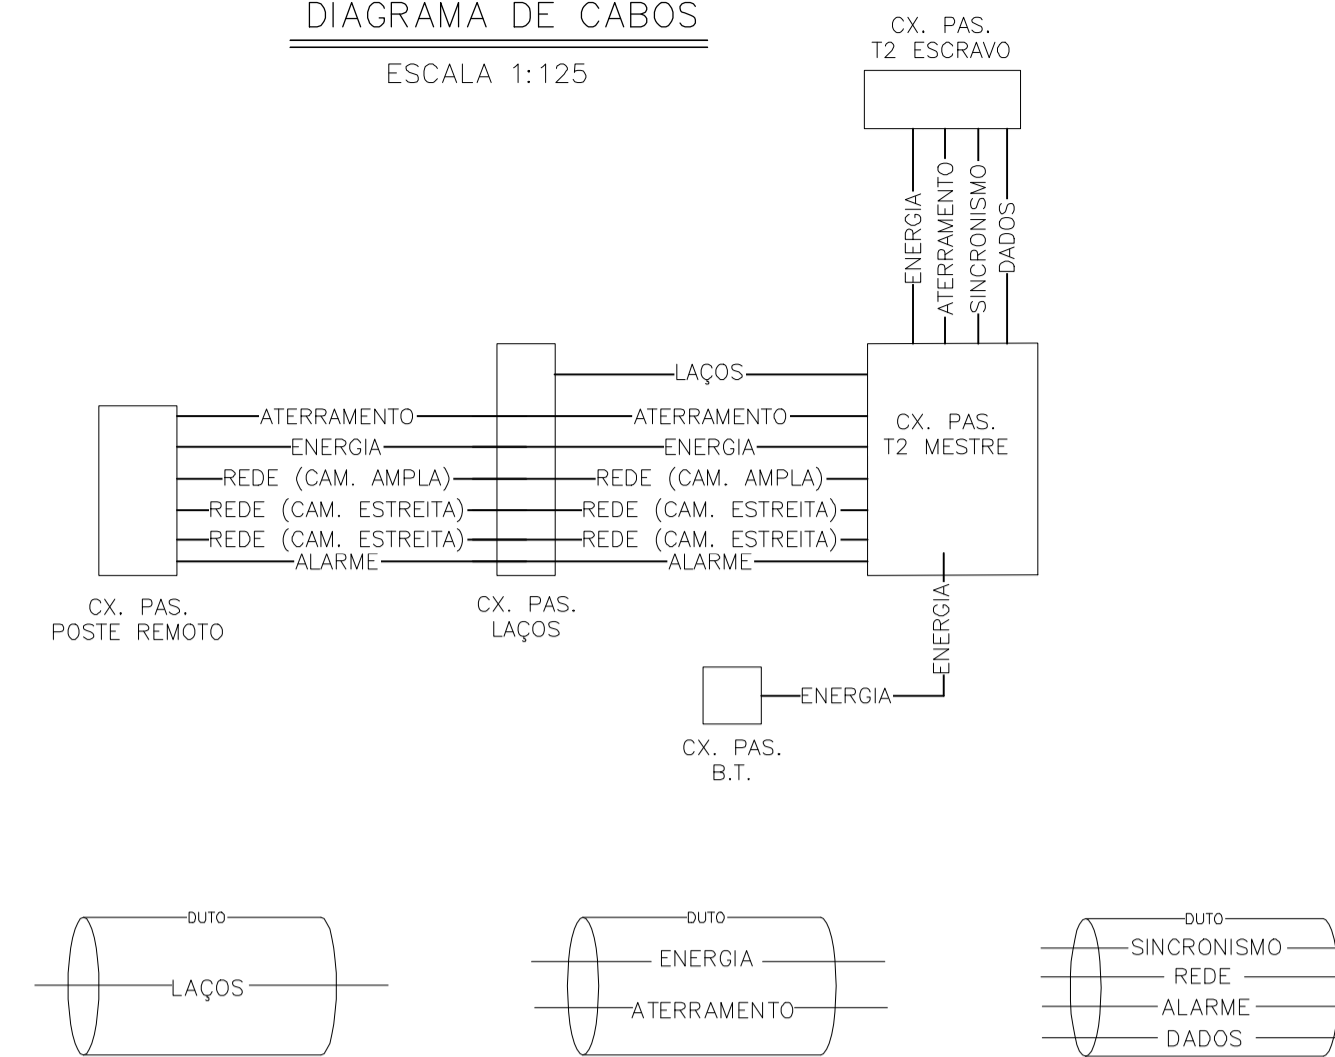 DIAGRAMA DE CABOS
ESCALA 1:125
CX. PAS.
T2 ESCRAVO
ENERGIA
ATERRAMENTO
SINCRONISMO
DADOS
LAÇOS
ATERRAMENTO
ATERRAMENTO
ENERGIA
ENERGIA
REDE (CAM. AMPLA)
REDE (CAM. AMPLA)
REDE (CAM. ESTREITA)
REDE (CAM. ESTREITA)
REDE (CAM. ESTREITA)
REDE (CAM. ESTREITA)
ALARME
ALARME
CX. PAS.
T2 MESTRE
CX. PAS.
POSTE REMOTO
CX. PAS.
LAÇOS
ENERGIA
ENERGIA
CX. PAS.
B.T.
DUTO
LAÇOS
DUTO
ENERGIA
ATERRAMENTO
DUTO
SINCRONISMO
REDE
ALARME
DADOS